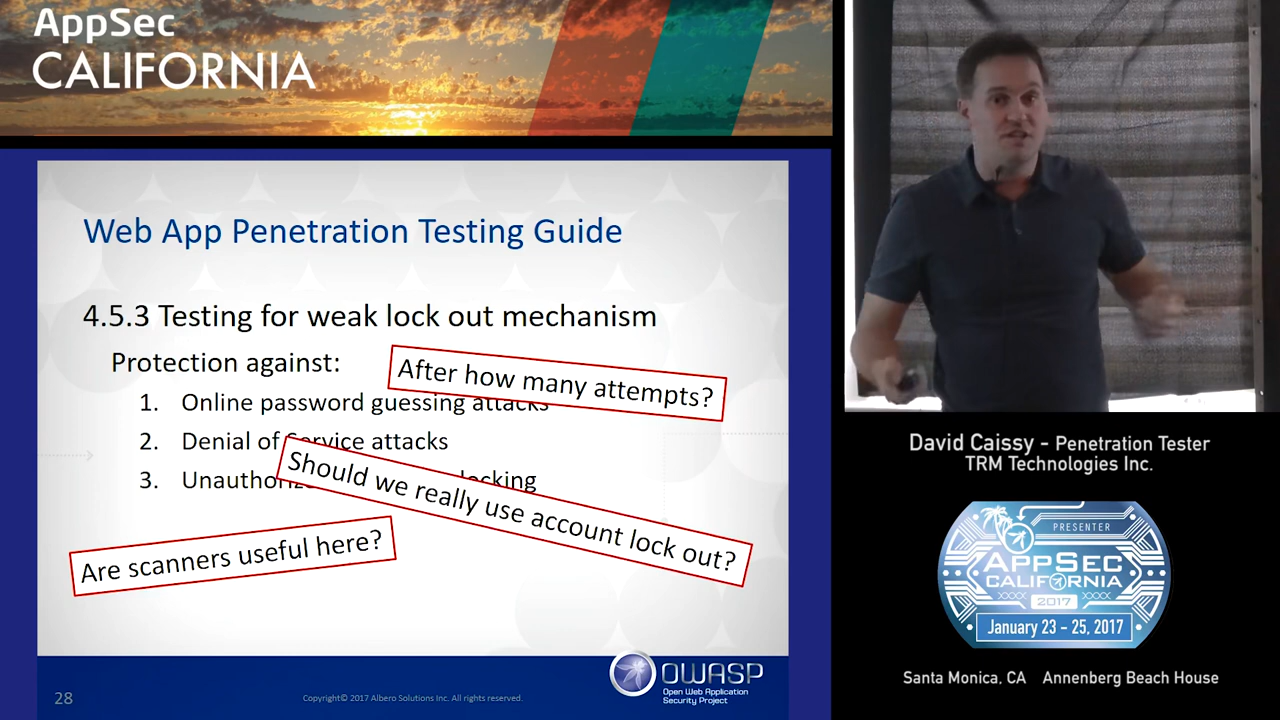 AppSec
CALIFORNIA
Web App Penetration Testing Guide
4.5.3 Testing for weak lock out mechanism
Protection against:
After how many attempts?
1. Online password guessing attacks
2. Denial of Service attacks
Should we really use account lock out?
3.
Are scanners useful here?
28
Copyright© 2017 Albero Solutions Inc. All rights reserved.
OWASP
Open Web Application
Security Project
David Caissy - Penetration Tester
TRM Technologies Inc.
PRESENTER
APPSEC
CALIFORNIA
2017
January 23 - 25, 2017
Santa Monica, CA Annenberg Beach House